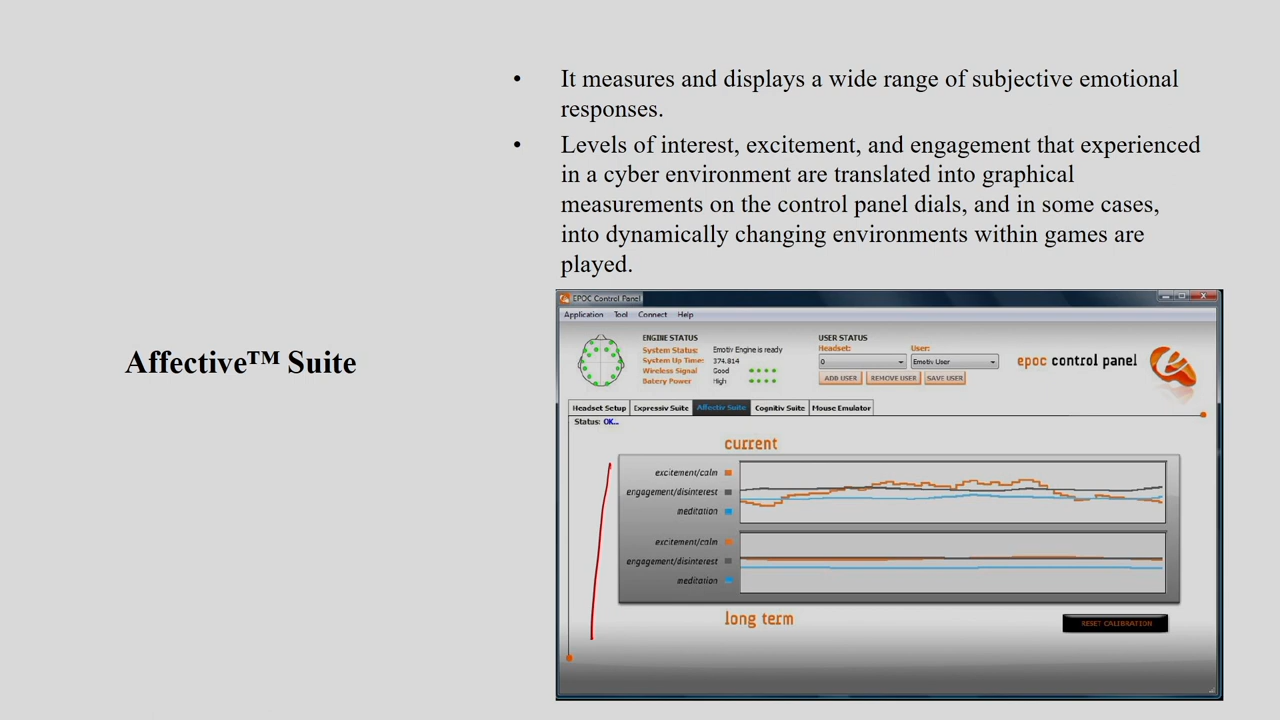 • It measures and displays a wide range of subjective emotional
responses.
• Levels of interest, excitement, and engagement that experienced
in a cyber environment are translated into graphical
measurements on the control panel dials, and in some cases,
into dynamically changing environments within games are
played.
Affective™ Suite
EPOC Control Panel
Application Tool Connect Help
ENGINE STATUS
System Status: Emotiv Engine is ready
System Up Time: 374.814
Wireless Signal Good
Batery Power High
USER STATUS
Headset: User:
0 Emotiv User
ADD USER REMOVE USER SAVE USER
epoc control panel
Headset Setup Expressiv Suite Affectiv Suite Cognitiv Suite Mouse Emulator
Status: OK...
current
excitement/calm
engagement/disinterest
meditation
excitement/calm
engagement/disinterest
meditation
long term
RESET CALIBRATION